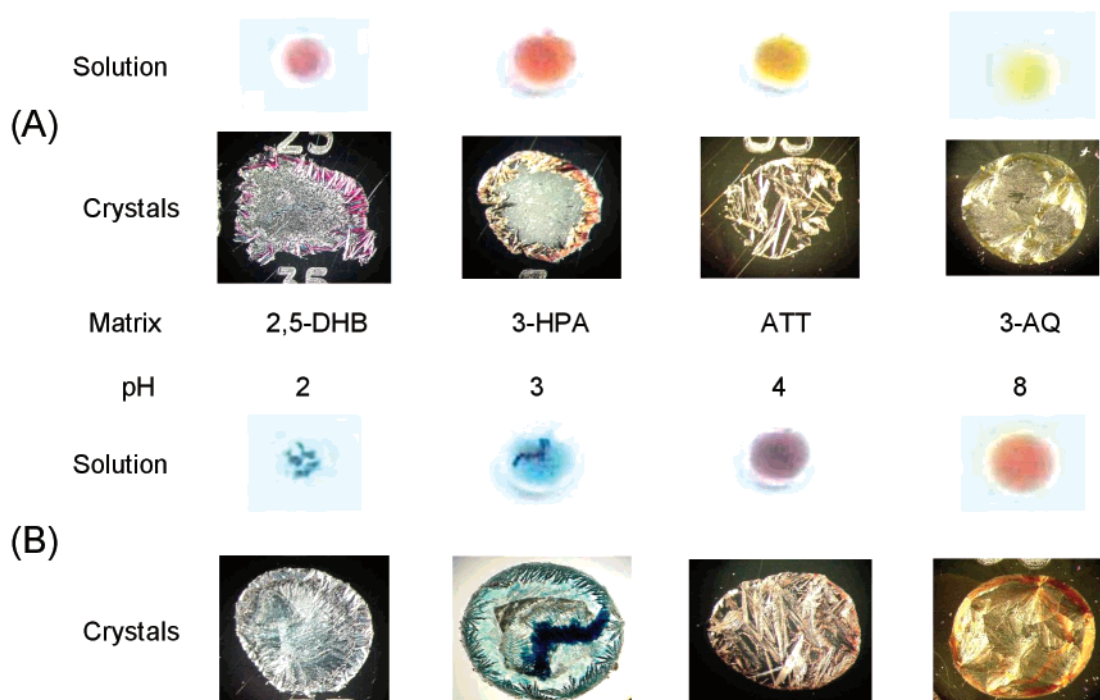 Solution
(A)
25
03
Crystals
35
Matrix 2,5-DHB 3-HPA ATT 3-AQ
pH 2 3 4 8
Solution
(B)
Crystals